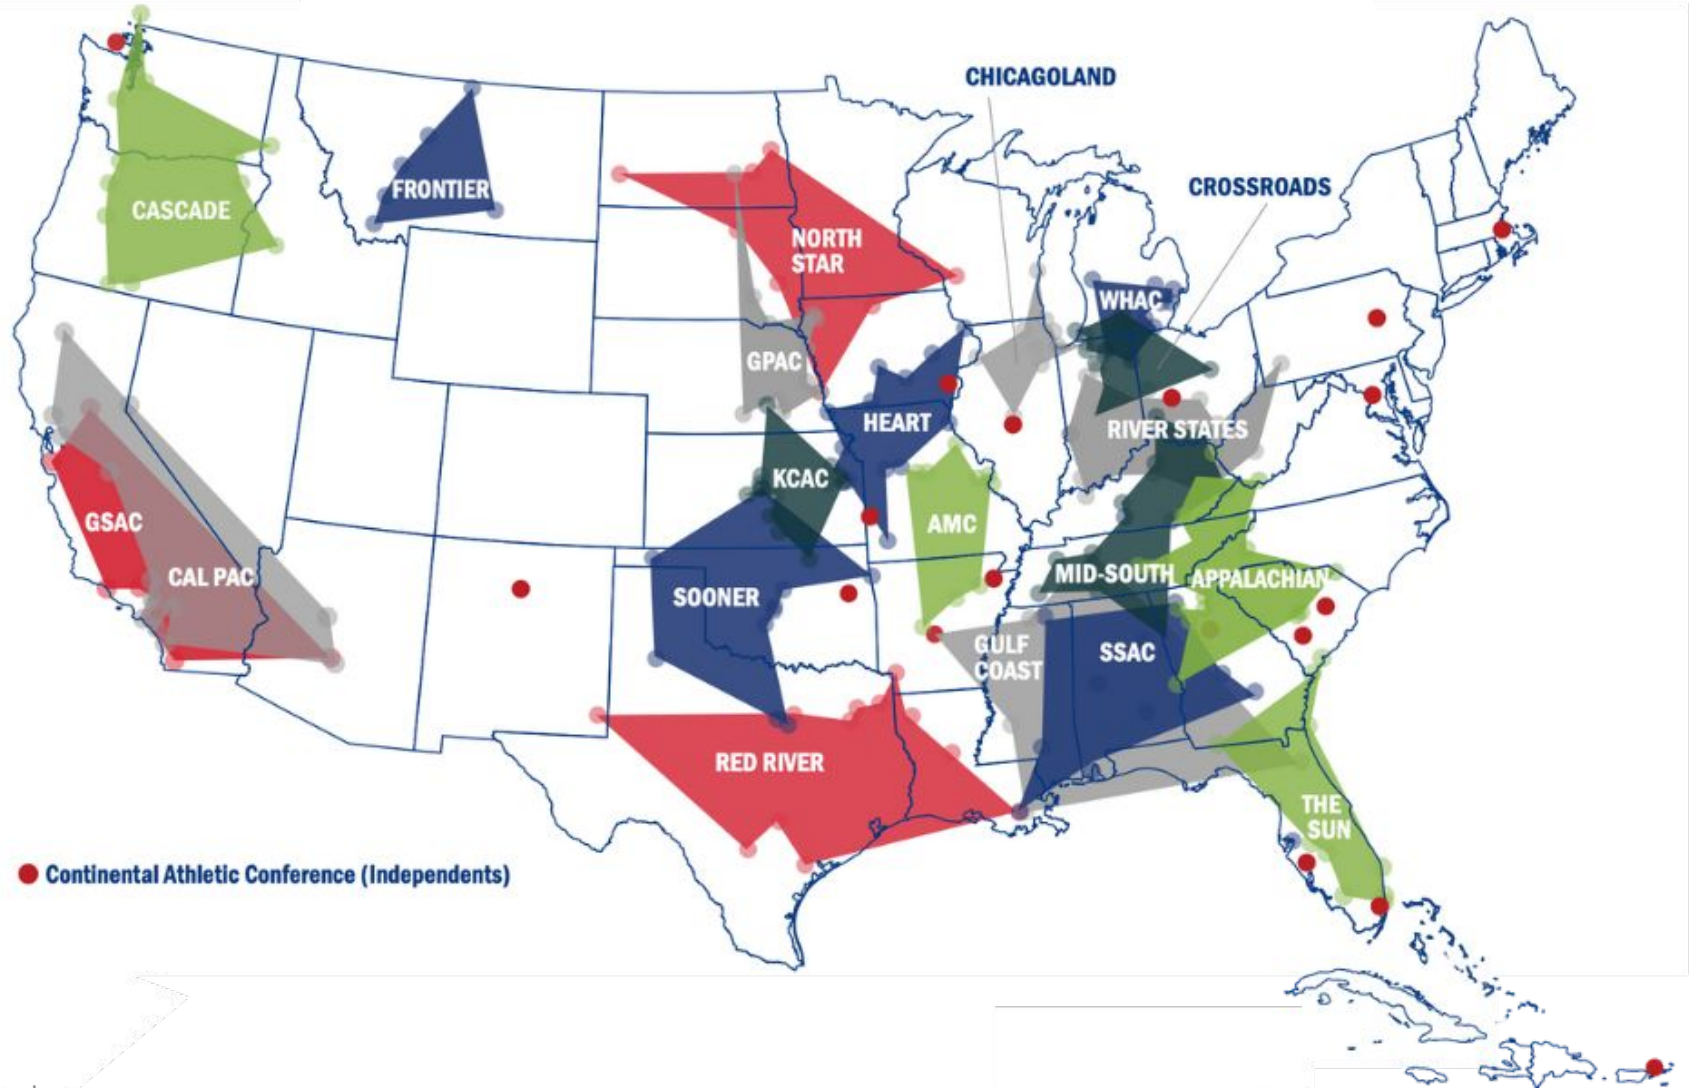 CHICAGOLAND
CROSSROADS
FRONTIER
CASCADE
NORTH
STAR
WHAC
GPAC
HEART
RIVER STATES
KCAC
GSAC
AMC
CAL PAC
MID-SOUTH
APPALACHIAN
SOONER
GULF
COAST
SSAC
RED RIVER
THE
SUN
Continental Athletic Conference (Independents)